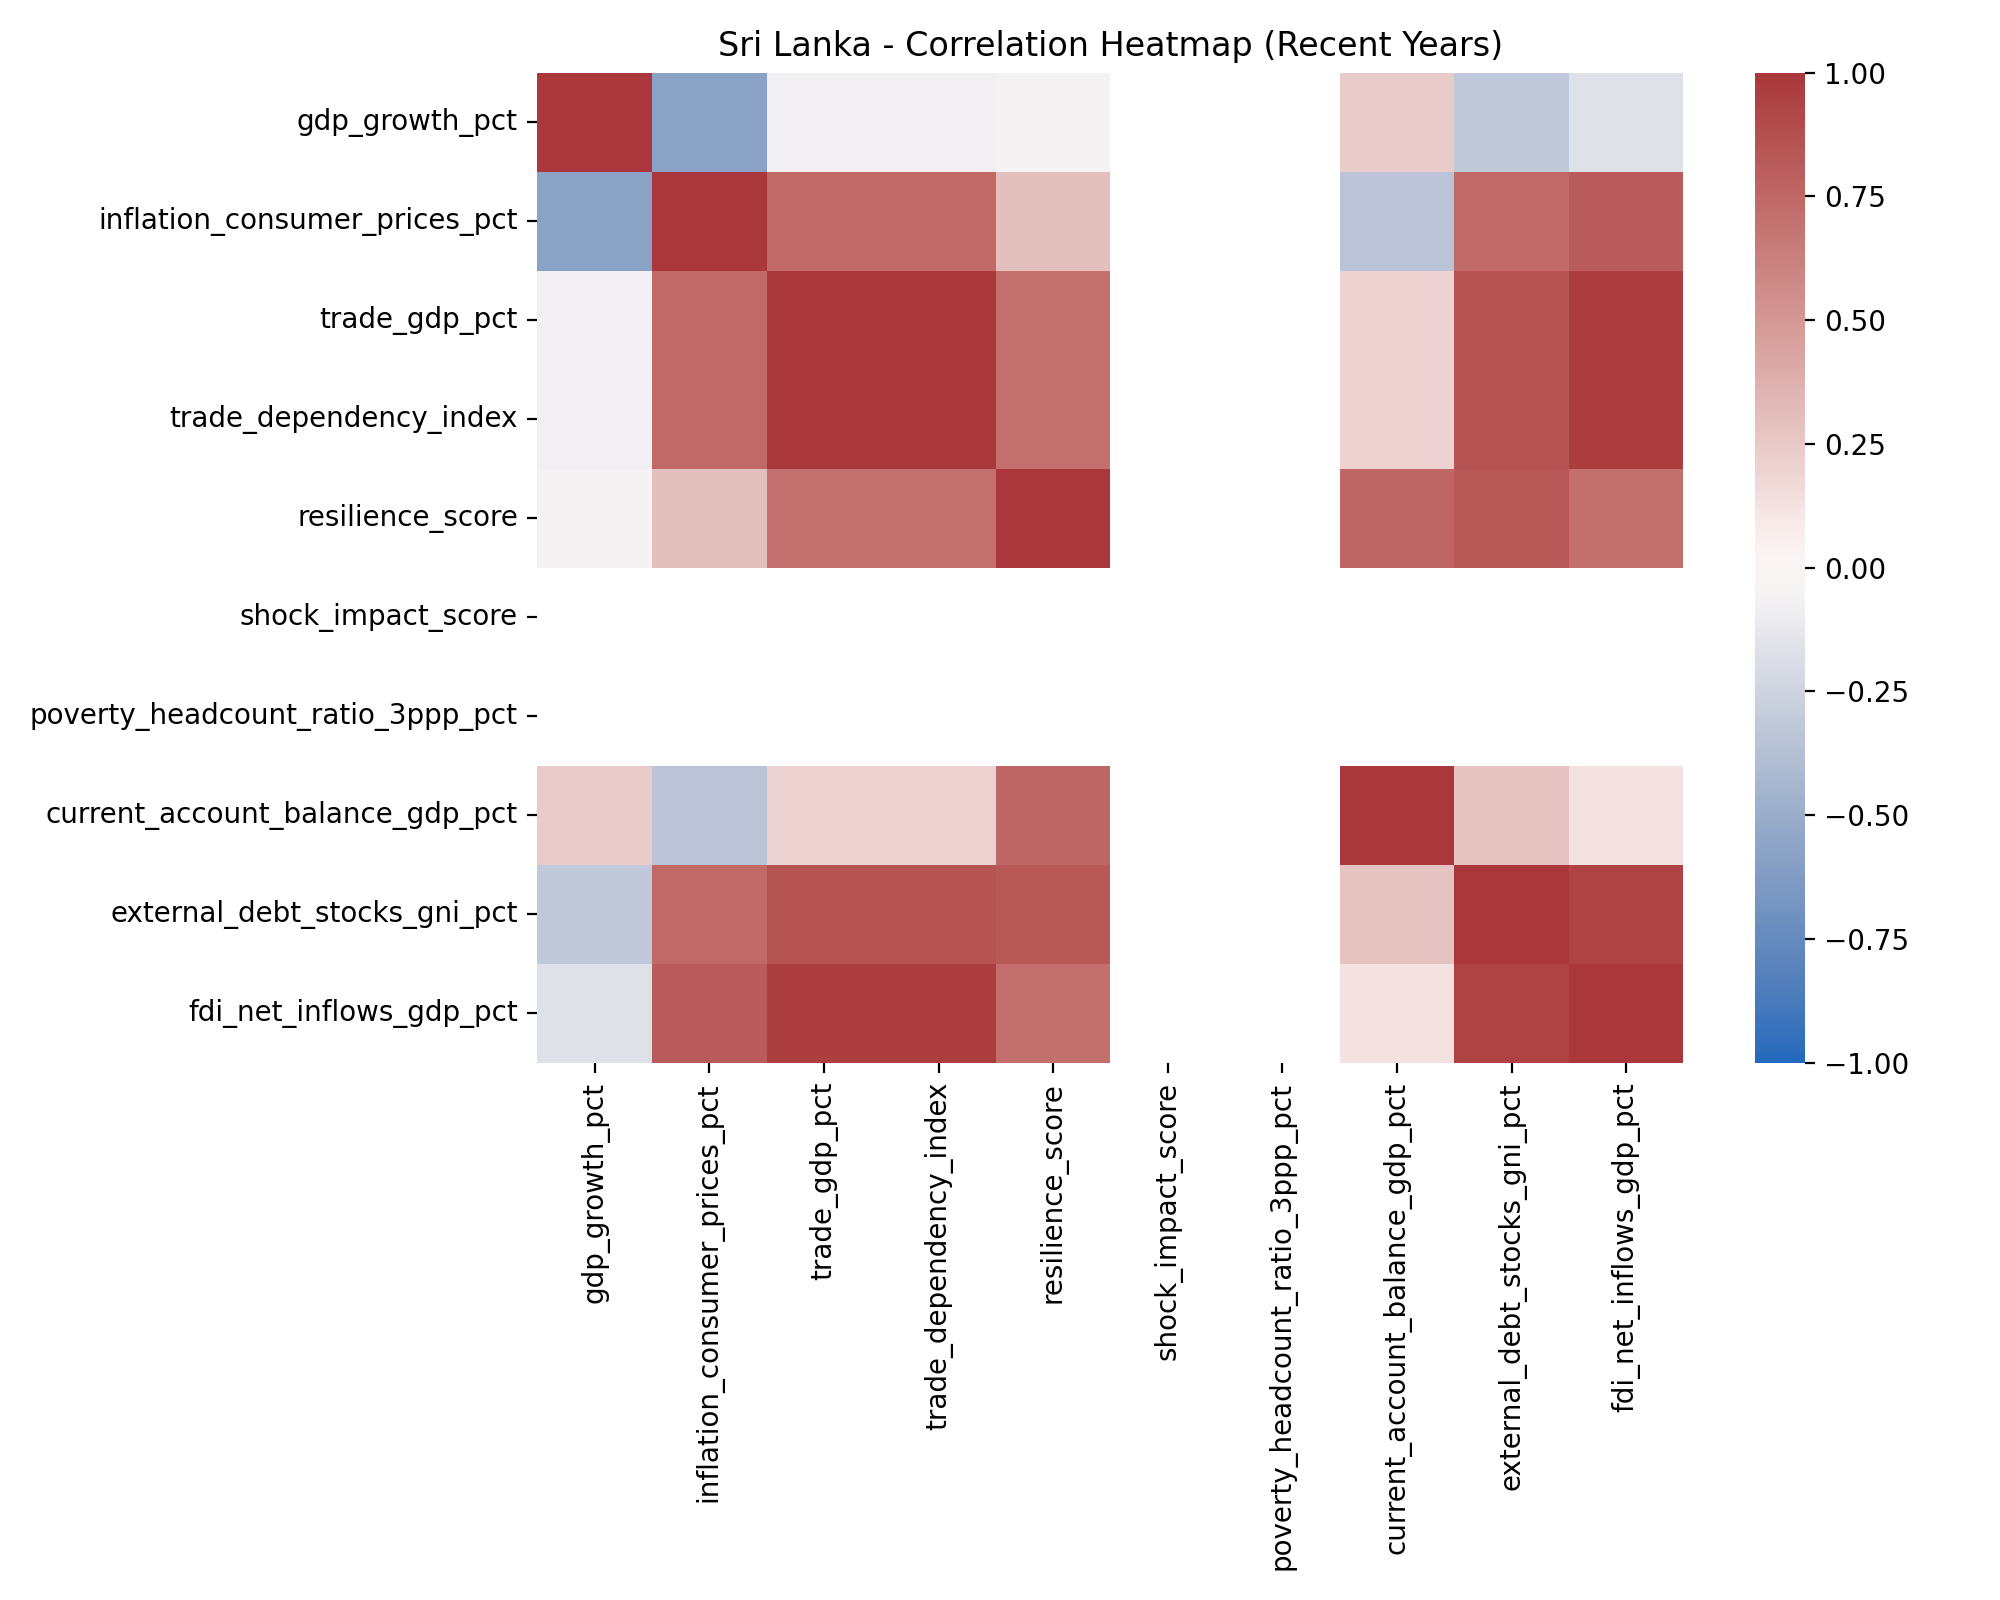 Sri Lanka - Correlation Heatmap (Recent Years)
gdp_growth_pct
inflation_consumer_prices_pct
trade_gdp_pct
trade_dependency_index
resilience_score
shock_impact_score
poverty_headcount_ratio_3ppp_pct
current_account_balance_gdp_pct
external_debt_stocks_gni_pct
fdi_net_inflows_gdp_pct
gdp_growth_pct
inflation_consumer_prices_pct
trade_gdp_pct
trade_dependency_index
resilience_score
shock_impact_score
poverty_headcount_ratio_3ppp_pct
current_account_balance_gdp_pct
external_debt_stocks_gni_pct
fdi_net_inflows_gdp_pct
1.00
0.75
0.50
0.25
0.00
−0.25
−0.50
−0.75
−1.00